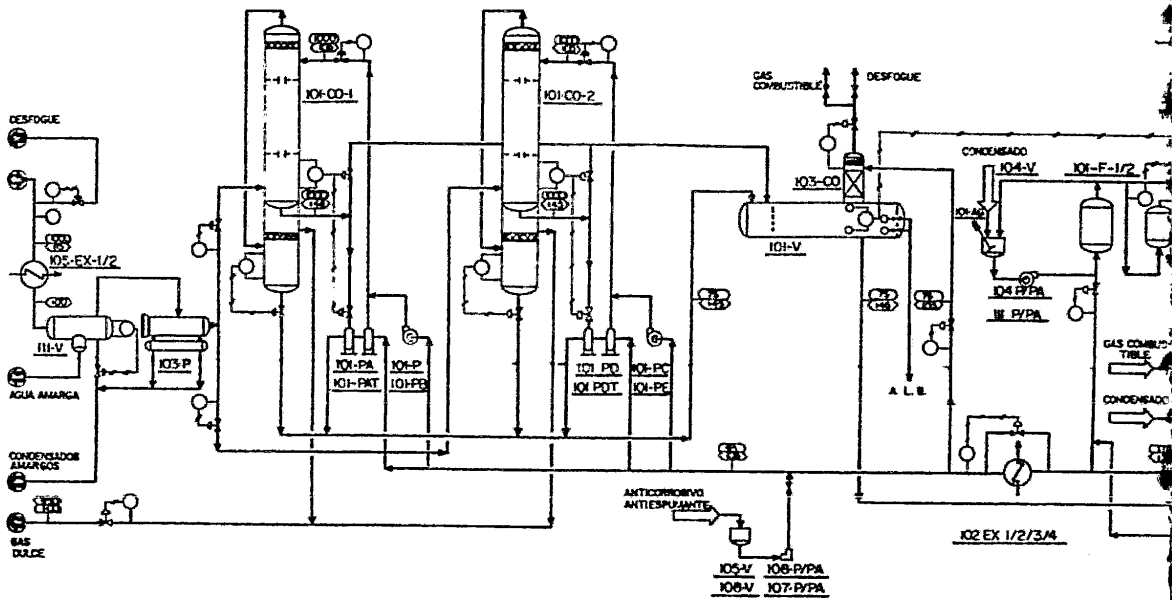 DESFOGUE
105-EX-1/2
111-V
103-P
AGUA AMARGA
CONDENSADOS
AMARGOS
GAS
DULCE
101-CO-1
101-PA
101-PAT
101-P
101-PB
101-CO-2
101 PD
101 PDT
101-PC
101-PE
GAS
COMBUSTIBLE
DESFOGUE
103-CO
101-V
A. L. B.
CONDENSADO
104-V
101-F-1/2
101-AG
104 P/PA
111 P/PA
GAS COMBUS
TIBLE
CONDENSADO
ANTICORROSIVO
ANTIESPUMANTE
105-V
106-V
108-P/PA
107-P/PA
102 EX 1/2/3/4